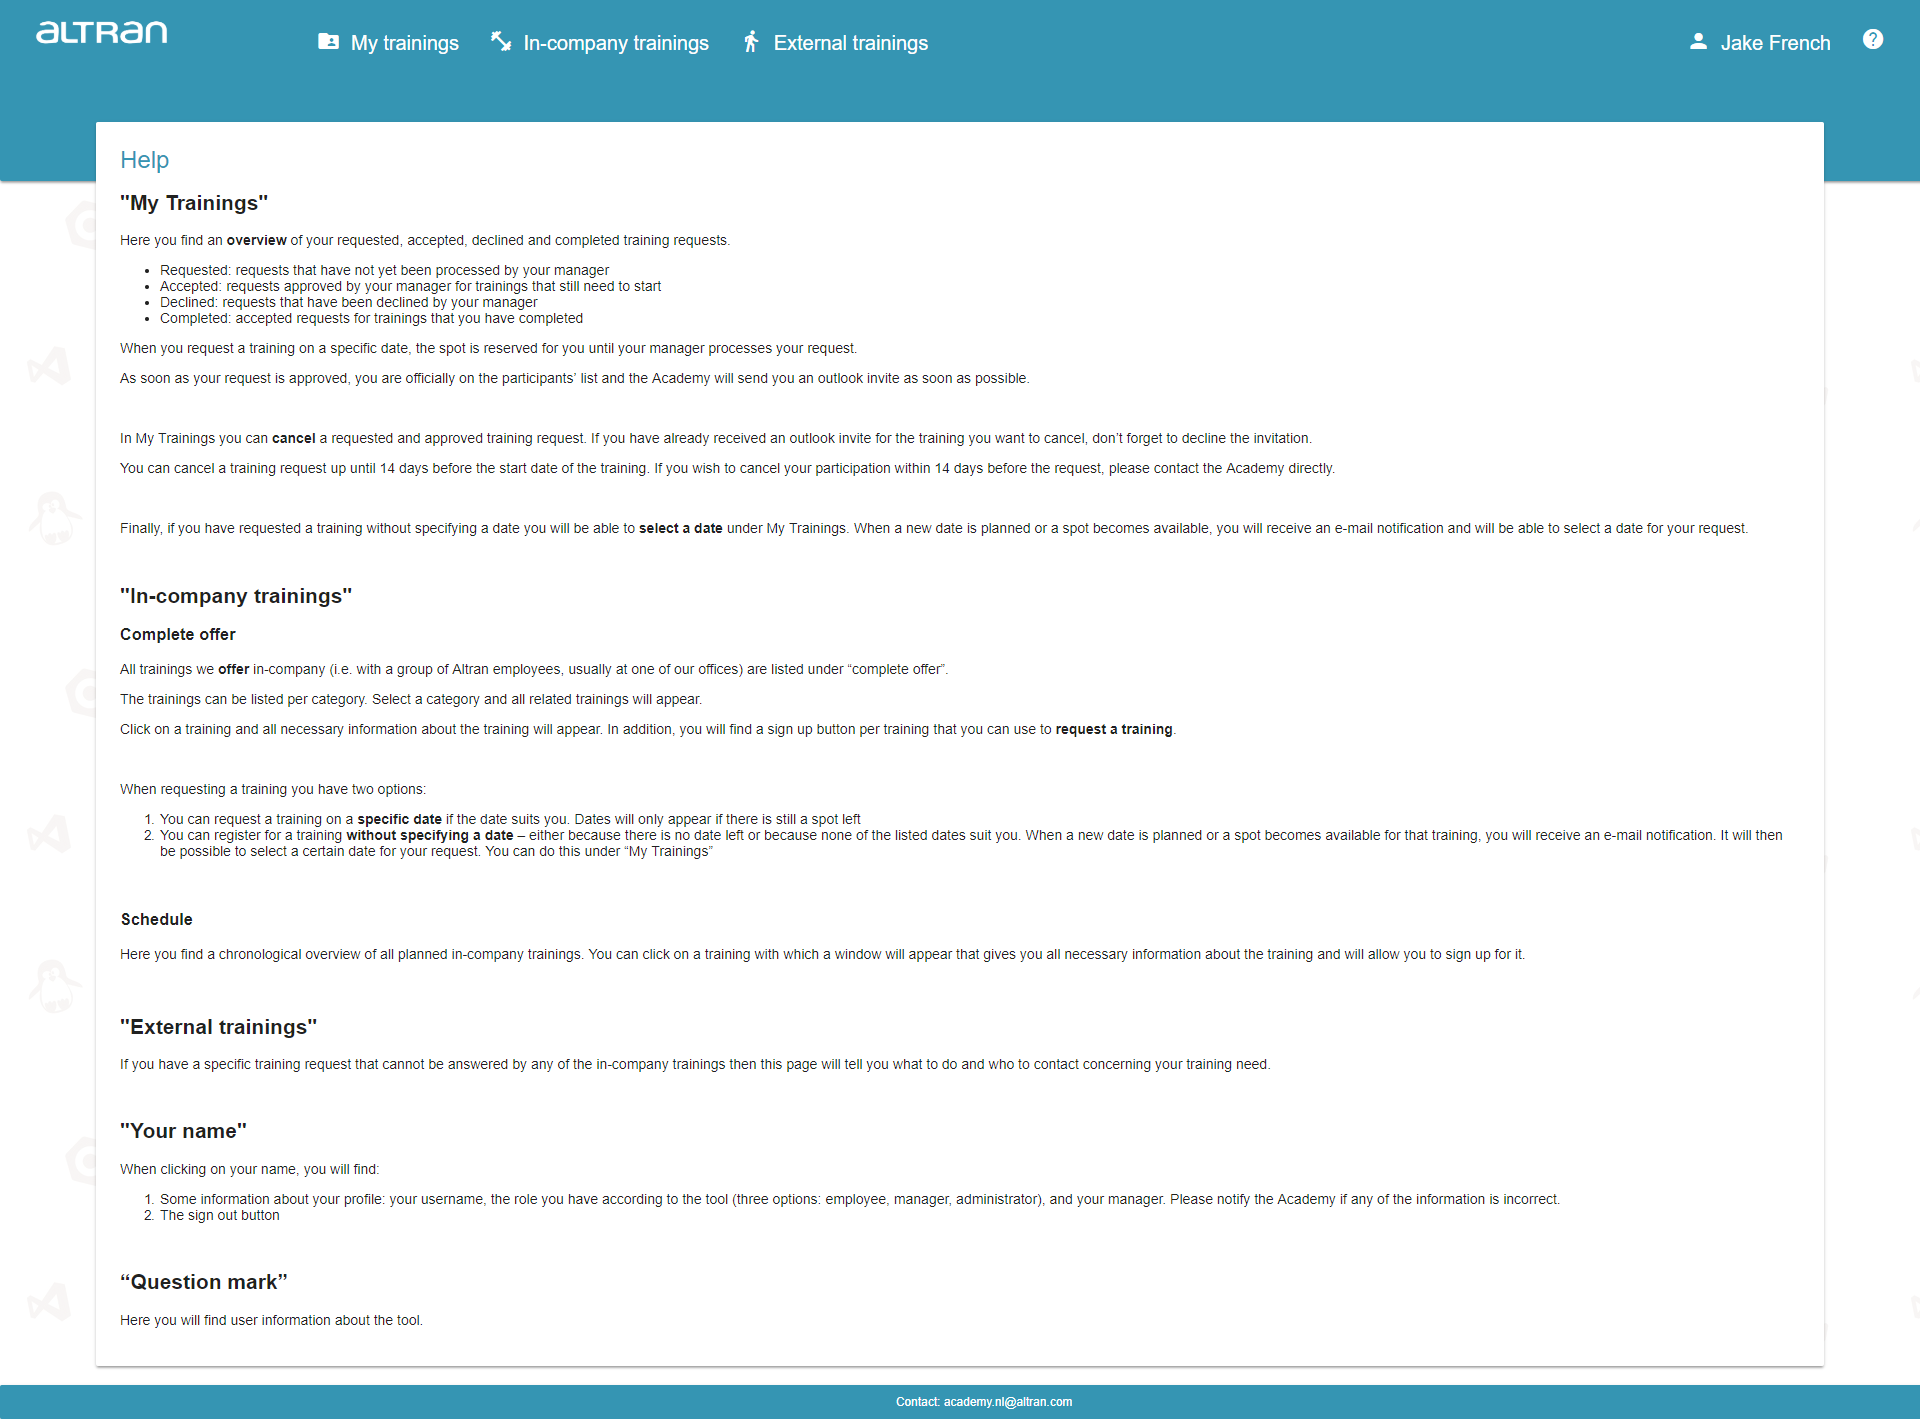 ALTRAN
My trainings
In-company trainings
External trainings
Jake French
?
Help
"My Trainings"
Here you find an overview of your requested, accepted, declined and completed training requests.
• Requested: requests that have not yet been processed by your manager
• Accepted: requests approved by your manager for trainings that still need to start
• Declined: requests that have been declined by your manager
• Completed: accepted requests for trainings that you have completed
When you request a training on a specific date, the spot is reserved for you until your manager processes your request.
As soon as your request is approved, you are officially on the participants’ list and the Academy will send you an outlook invite as soon as possible.
In My Trainings you can cancel a requested and approved training request. If you have already received an outlook invite for the training you want to cancel, don’t forget to decline the invitation.
You can cancel a training request up until 14 days before the start date of the training. If you wish to cancel your participation within 14 days before the request, please contact the Academy directly.
Finally, if you have requested a training without specifying a date you will be able to select a date under My Trainings. When a new date is planned or a spot becomes available, you will receive an e-mail notification and will be able to select a date for your request.
"In-company trainings"
Complete offer
All trainings we offer in-company (i.e. with a group of Altran employees, usually at one of our offices) are listed under “complete offer”.
The trainings can be listed per category. Select a category and all related trainings will appear.
Click on a training and all necessary information about the training will appear. In addition, you will find a sign up button per training that you can use to request a training.
When requesting a training you have two options:
1. You can request a training on a specific date if the date suits you. Dates will only appear if there is still a spot left
2. You can register for a training without specifying a date – either because there is no date left or because none of the listed dates suit you. When a new date is planned or a spot becomes available for that training, you will receive an e-mail notification. It will then
be possible to select a certain date for your request. You can do this under “My Trainings”
Schedule
Here you find a chronological overview of all planned in-company trainings. You can click on a training with which a window will appear that gives you all necessary information about the training and will allow you to sign up for it.
"External trainings"
If you have a specific training request that cannot be answered by any of the in-company trainings then this page will tell you what to do and who to contact concerning your training need.
"Your name"
When clicking on your name, you will find:
1. Some information about your profile: your username, the role you have according to the tool (three options: employee, manager, administrator), and your manager. Please notify the Academy if any of the information is incorrect.
2. The sign out button
“Question mark”
Here you will find user information about the tool.
Contact: academy.nl@altran.com